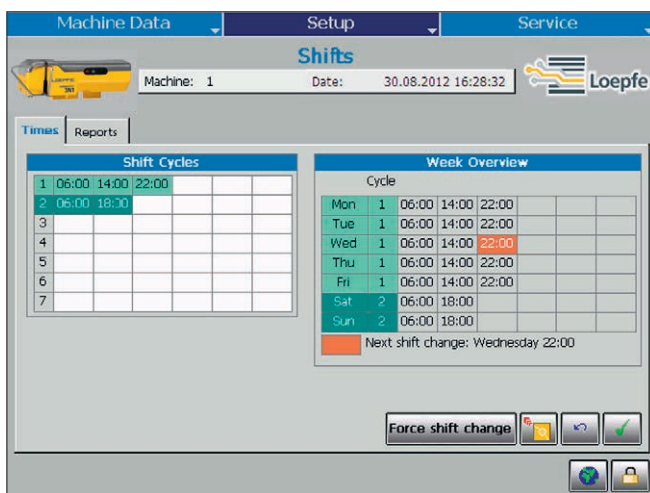 Machine Data Setup Service
Shifts
Machine: 1 Date: 30.08.2012 16:28:32
Loepfe
Times Reports
Shift Cycles
1 06:00 14:00 22:00
2 06:00 18:00
3
4
5
6
7
Week Overview
Cycle
Mon 1 06:00 14:00 22:00
Tue 1 06:00 14:00 22:00
Wed 1 06:00 14:00 22:00
Thu 1 06:00 14:00 22:00
Fri 1 06:00 14:00 22:00
Sat 2 06:00 18:00
Sun 2 06:00 18:00
Next shift change: Wednesday 22:00
Force shift change